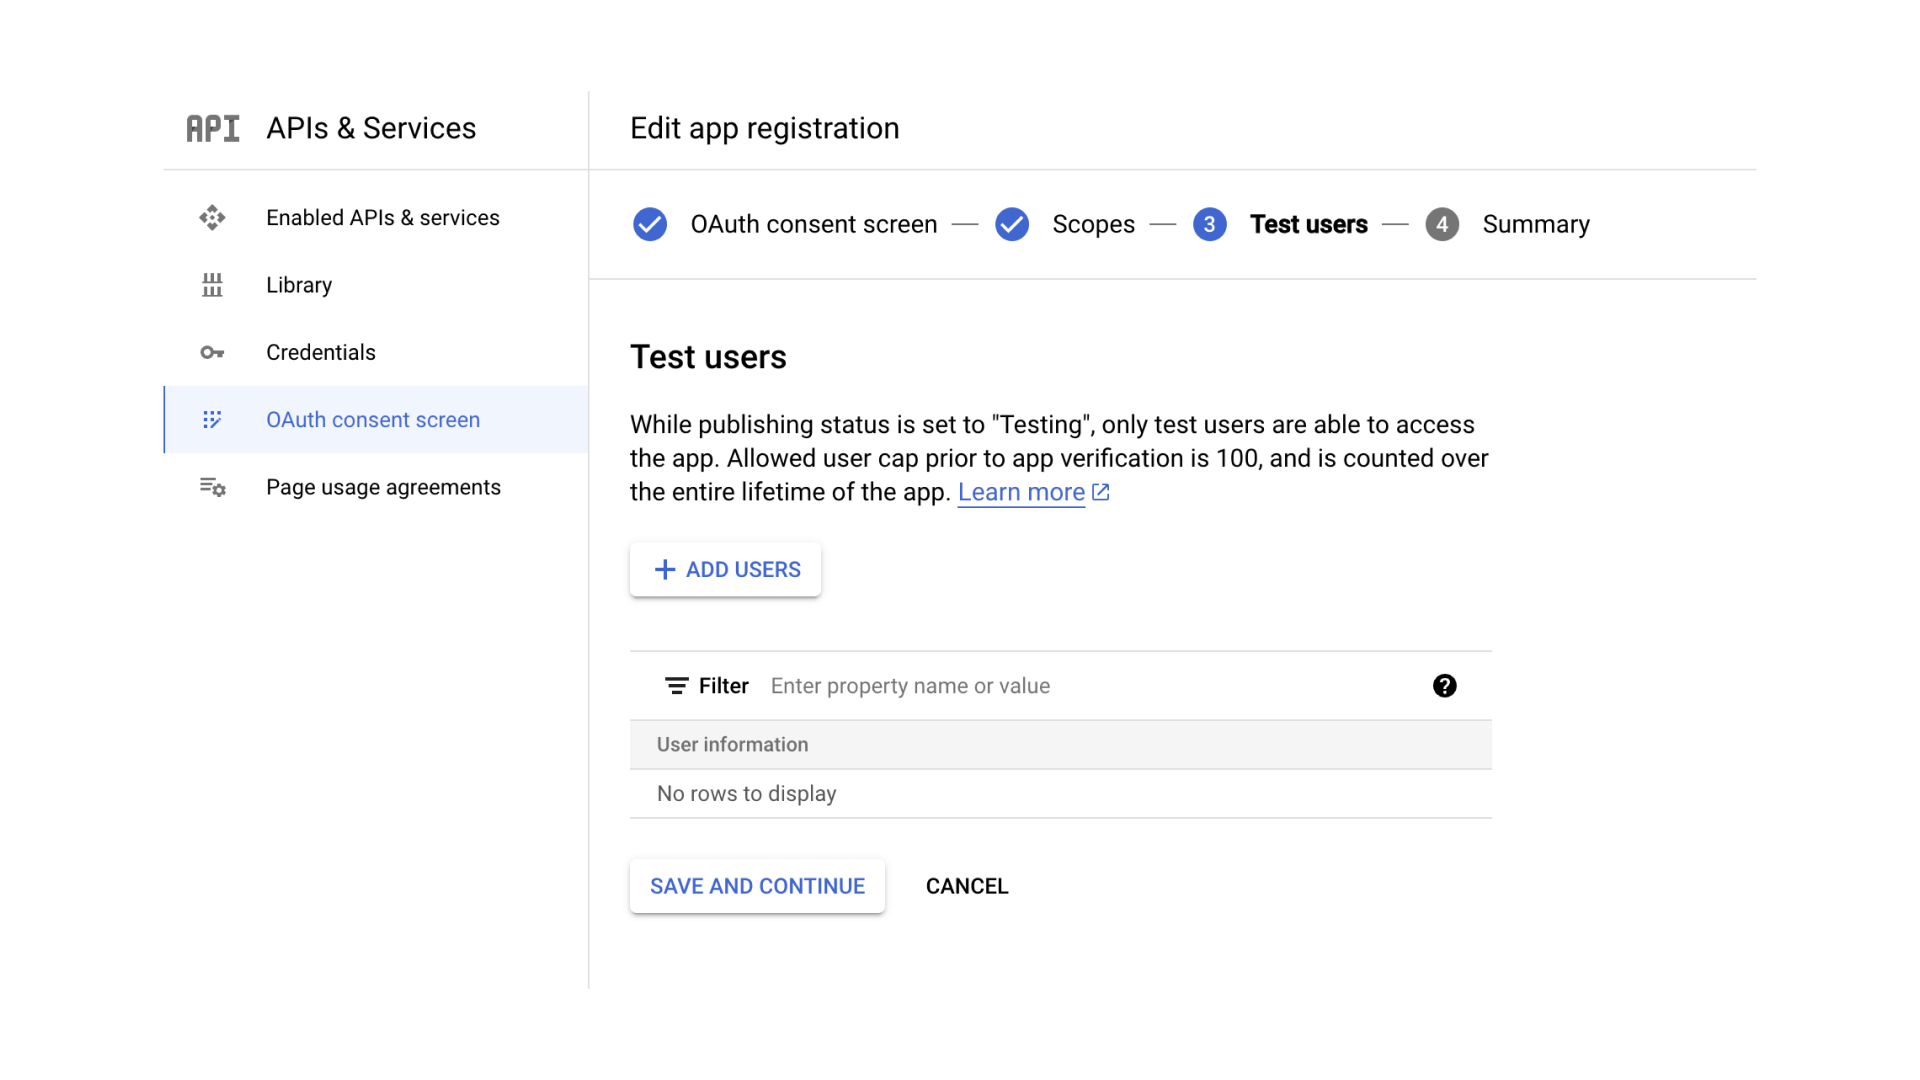 API APIs & Services
Edit app registration
Enabled APIs & services
Library
Credentials
OAuth consent screen
Page usage agreements
OAuth consent screen — Scopes — 3 Test users — 4 Summary
Test users
While publishing status is set to "Testing", only test users are able to access
the app. Allowed user cap prior to app verification is 100, and is counted over
the entire lifetime of the app. Learn more
+ ADD USERS
Filter Enter property name or value ?
User information
No rows to display
SAVE AND CONTINUE CANCEL